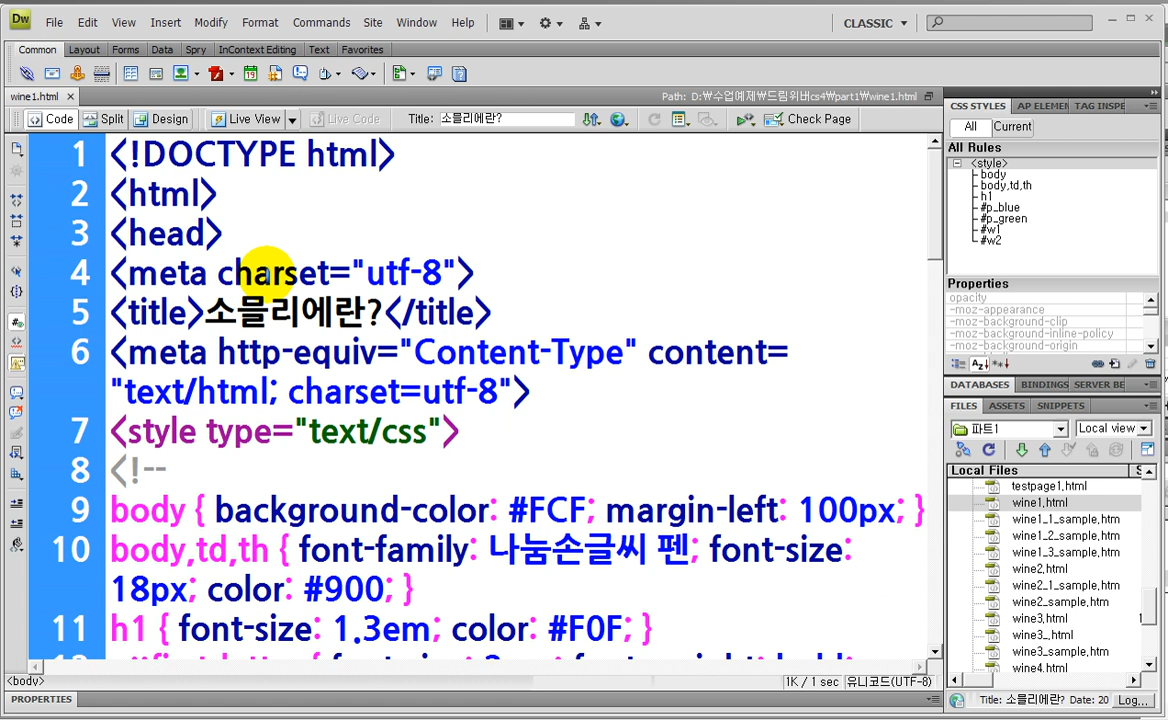 Dw File Edit View Insert Modify Format Commands Site Window Help CLASSIC
Common Layout Forms Data Spry InContext Editing Text Favorites
wine1.html Path: D:₩수업예제₩드림위버cs4₩part1₩wine1.html
Code Split Design Live View Live Code Title: 소믈리에란? Check Page
1 <!DOCTYPE html>
2 <html>
3 <head>
4 <meta charset="utf-8">
5 <title>소믈리에란?</title>
6 <meta http-equiv="Content-Type" content=
"text/html; charset=utf-8">
7 <style type="text/css">
8 <!--
9 body { background-color: #FCF; margin-left: 100px; }
10 body,td,th { font-family: 나눔손글씨 펜; font-size:
18px; color: #900; }
11 h1 { font-size: 1.3em; color: #F0F; }
<body> 1K / 1 sec 유니코드(UTF-8)
PROPERTIES
CSS STYLES AP ELEMEN TAG INSPE
All Current
All Rules
<style>
body
body,td,th
h1
#p_blue
#p_green
#w1
#w2
Properties
opacity
-moz-appearance
-moz-background-clip
-moz-background-inline-policy
-moz-background-origin
DATABASES BINDINGS SERVER BE
FILES ASSETS SNIPPETS
파트1 Local view
Local Files S
testpage1.html
wine1.html
wine1_1_sample.htm
wine1_2_sample.htm
wine1_3_sample.htm
wine2.html
wine2_1_sample.htm
wine2_sample.htm
wine3.html 1
wine3_.html
wine3_sample.htm
wine4.html
Title: 소믈리에란? Date: 20 Log...